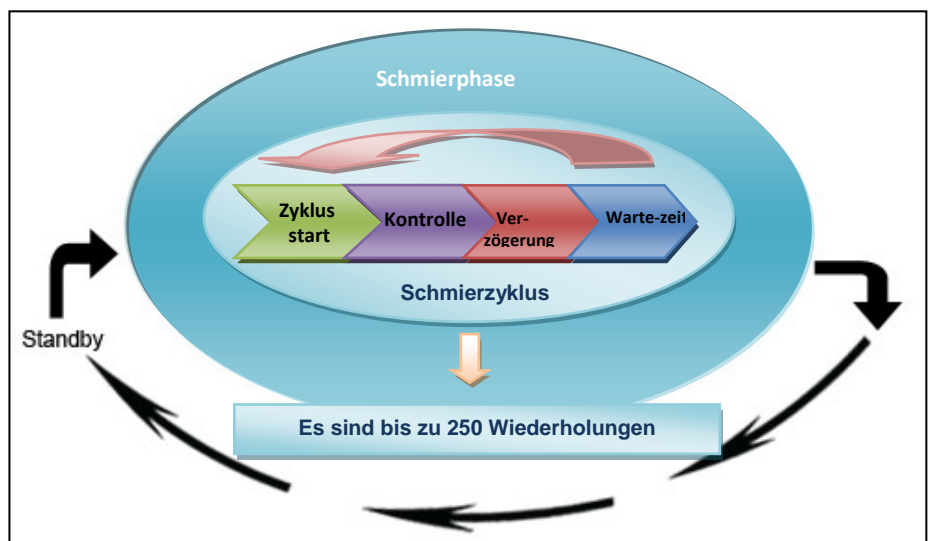 Schmierphase
Zyklus
start
Kontrolle
Ver-
zögerung
Warte-zeit
Schmierzyklus
Standby
Es sind bis zu 250 Wiederholungen